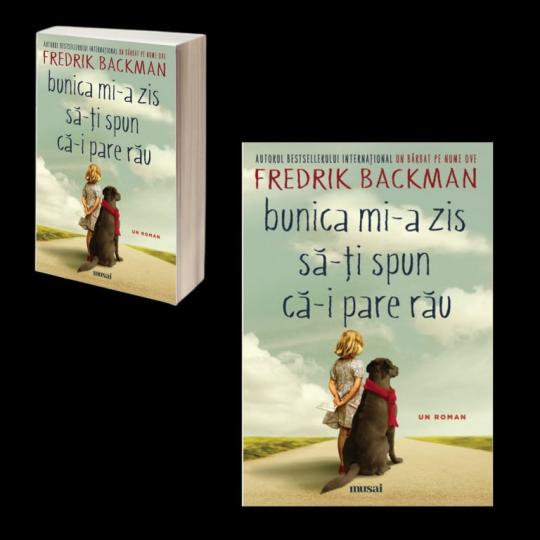 AUTORUL BESTSELLERULUI INTERNAȚIONAL UN BĂRBAT PE NUME OVE
FREDRIK BACKMAN
bunica mi-a zis
să-ți spun
că-i pare rău
UN ROMAN
musai
AUTORUL BESTSELLERULUI INTERNAȚIONAL UN BĂRBAT PE NUME OVE
FREDRIK BACKMAN
bunica mi-a zis
să-ți spun
că-i pare rău
UN ROMAN
musai